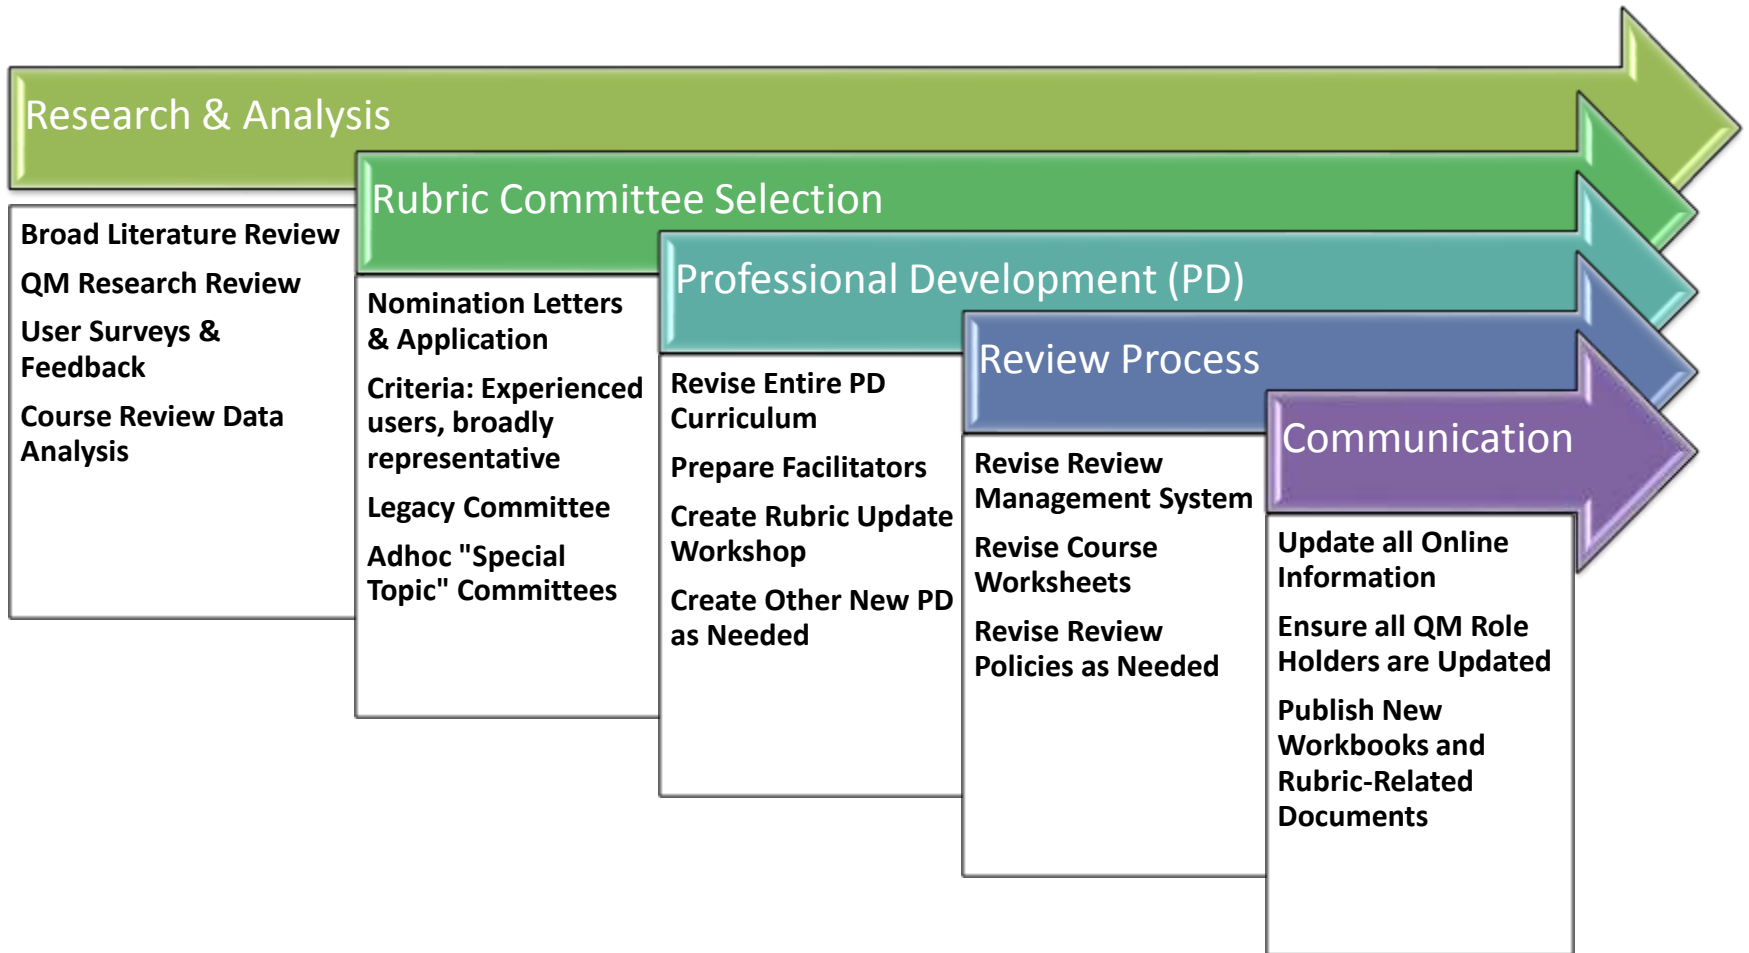 Research & Analysis
Broad Literature Review
QM Research Review
User Surveys &
Feedback
Course Review Data
Analysis
Rubric Committee Selection
Nomination Letters
& Application
Criteria: Experienced
users, broadly
representative
Legacy Committee
Adhoc "Special
Topic" Committees
Professional Development (PD)
Revise Entire PD
Curriculum
Prepare Facilitators
Create Rubric Update
Workshop
Create Other New PD
as Needed
Review Process
Revise Review
Management System
Revise Course
Worksheets
Revise Review
Policies as Needed
Communication
Update all Online
Information
Ensure all QM Role
Holders are Updated
Publish New
Workbooks and
Rubric-Related
Documents